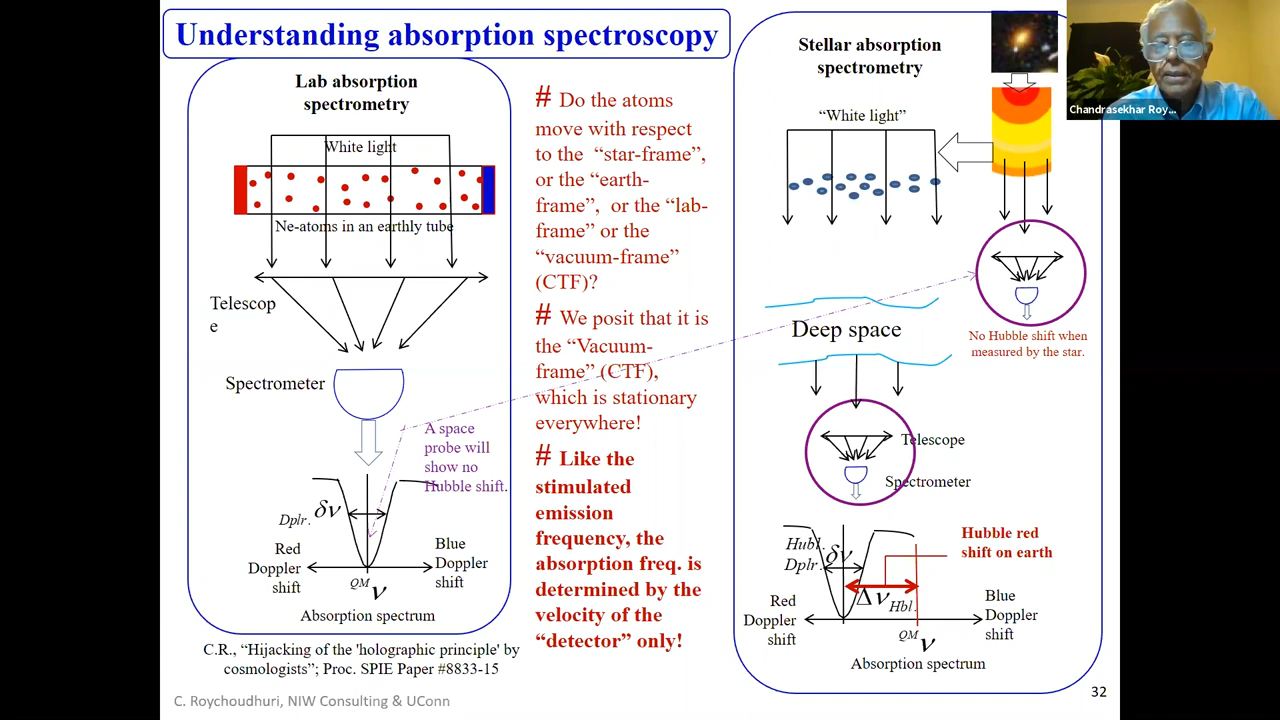 Understanding absorption spectroscopy
Lab absorption
spectrometry
White light
Ne-atoms in an earthly tube
Telescop
e
Spectrometer
A space
probe will
show no
Hubble shift.
Dplr. δν
Red
Doppler
shift
Blue
Doppler
shift
QM ν
Absorption spectrum
C.R., “Hijacking of the 'holographic principle' by
cosmologists”; Proc. SPIE Paper #8833-15
C. Roychoudhuri, NIW Consulting & UConn
# Do the atoms
move with respect
to the “star-frame”,
or the “earth-
frame”, or the “lab-
frame” or the
“vacuum-frame”
(CTF)?
# We posit that it is
the “Vacuum-
frame” (CTF),
which is stationary
everywhere!
# Like the
stimulated
emission
frequency, the
absorption freq. is
determined by the
velocity of the
“detector” only!
Stellar absorption
spectrometry
“White light”
Chandrasekhar Roy...
No Hubble shift when
measured by the star.
Deep space
Telescope
Spectrometer
Hubl.
Dplr. δν
Hubble red
shift on earth
Δν Hbl.
Red
Doppler
shift
Blue
Doppler
shift
QM ν
Absorption spectrum
32